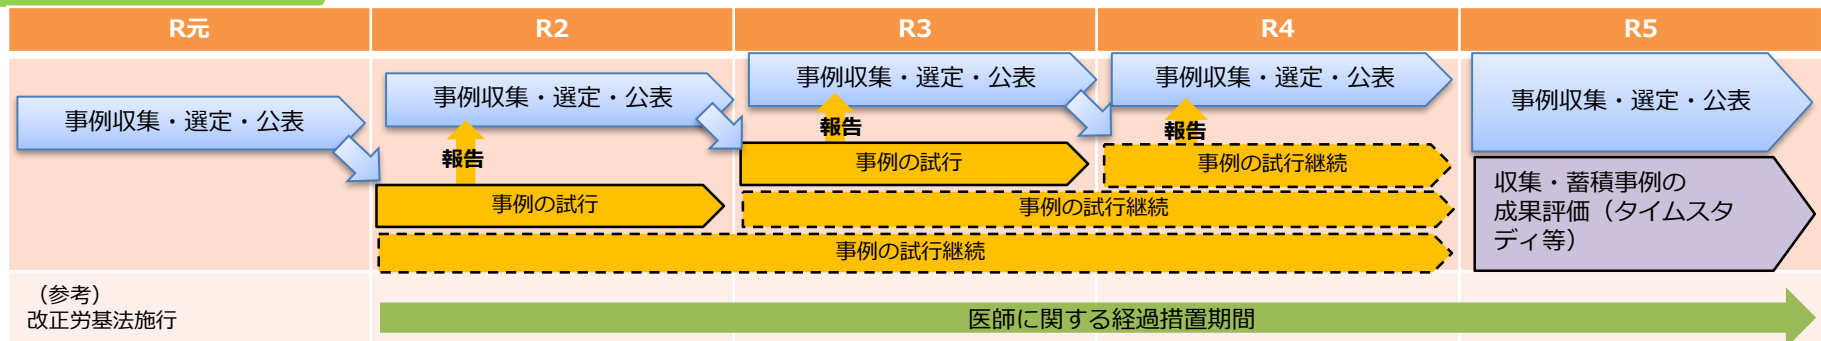 R元
R2
R3
R4
R5
事例収集・選定・公表
事例収集・選定・公表
事例収集・選定・公表
事例収集・選定・公表
事例収集・選定・公表
報告
報告
報告
事例の試行
事例の試行
事例の試行継続
事例の試行継続
事例の試行継続
収集・蓄積事例の
成果評価（タイムスタ
ディ等）
（参考）
改正労基法施行
医師に関する経過措置期間